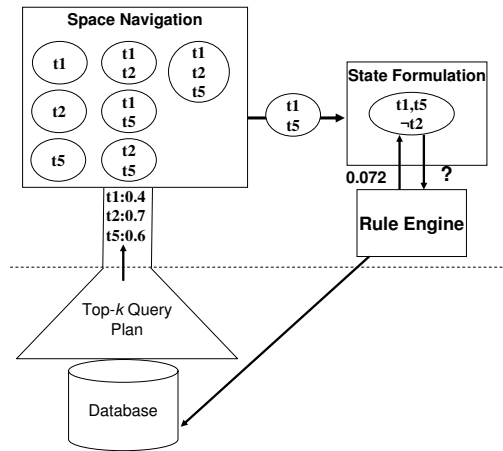 Space Navigation
t1
t1
t2
t1
t2
t5
t2
t1
t5
t5
t2
t5
t1
t5
State Formulation
t1,t5
¬t2
0.072
?
Rule Engine
t1:0.4
t2:0.7
t5:0.6
Top-k Query
Plan
Database